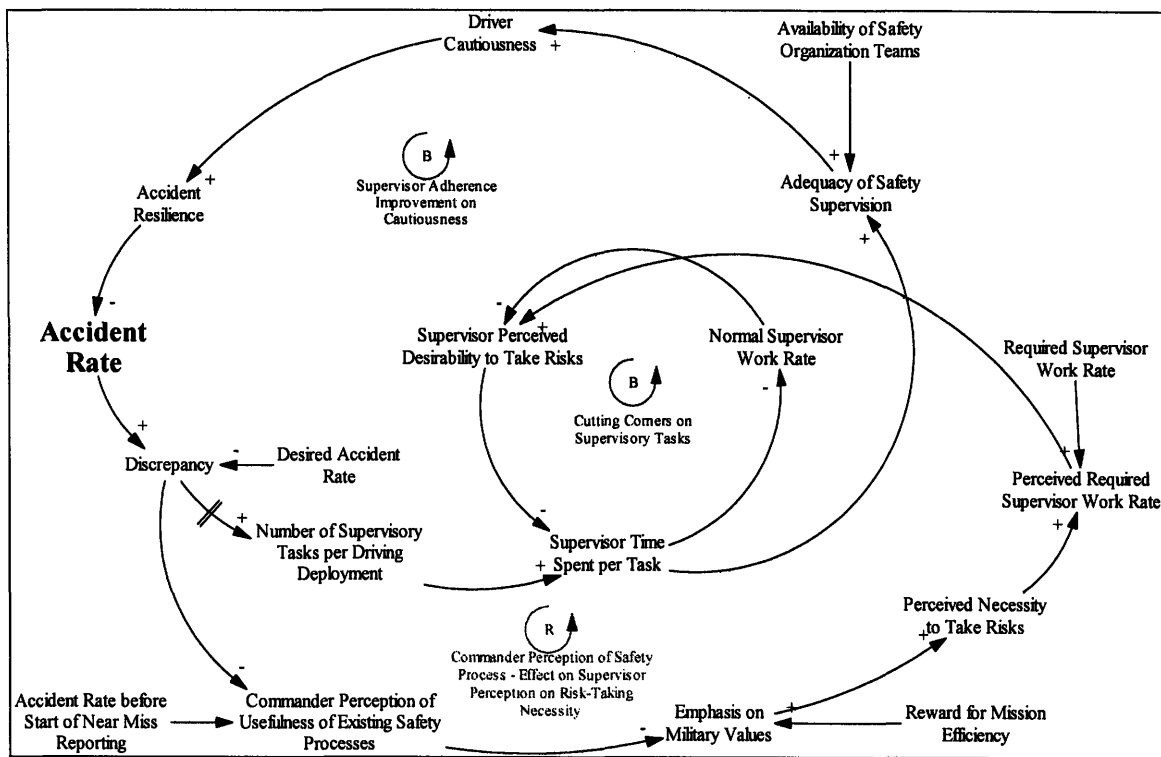 Driver
Cautiousness
+
Availability of Safety
Organization Teams
B
Supervisor Adherence
Improvement on
Cautiousness
+
Adequacy of Safety
Supervision
+
+
Accident
Resilience
-
Accident
Rate
-
+
Supervisor Perceived
Desirability to Take Risks
Normal Supervisor
Work Rate
-
Required Supervisor
Work Rate
B
Cutting Corners on
Supervisory Tasks
+
Discrepancy
-
Desired Accident
Rate
+
Perceived Required
Supervisor Work Rate
+
+
Number of Supervisory
Tasks per Driving
Deployment
-
+
Supervisor Time
Spent per Task
Perceived Necessity
to Take Risks
+
R
Commander Perception of Safety
Process - Effect on Supervisor
Perception on Risk-Taking
Necessity
-
Accident Rate before
Start of Near Miss
Reporting
Commander Perception of
Usefulness of Existing Safety
Processes
-
+
Emphasis on
Military Values
Reward for Mission
Efficiency